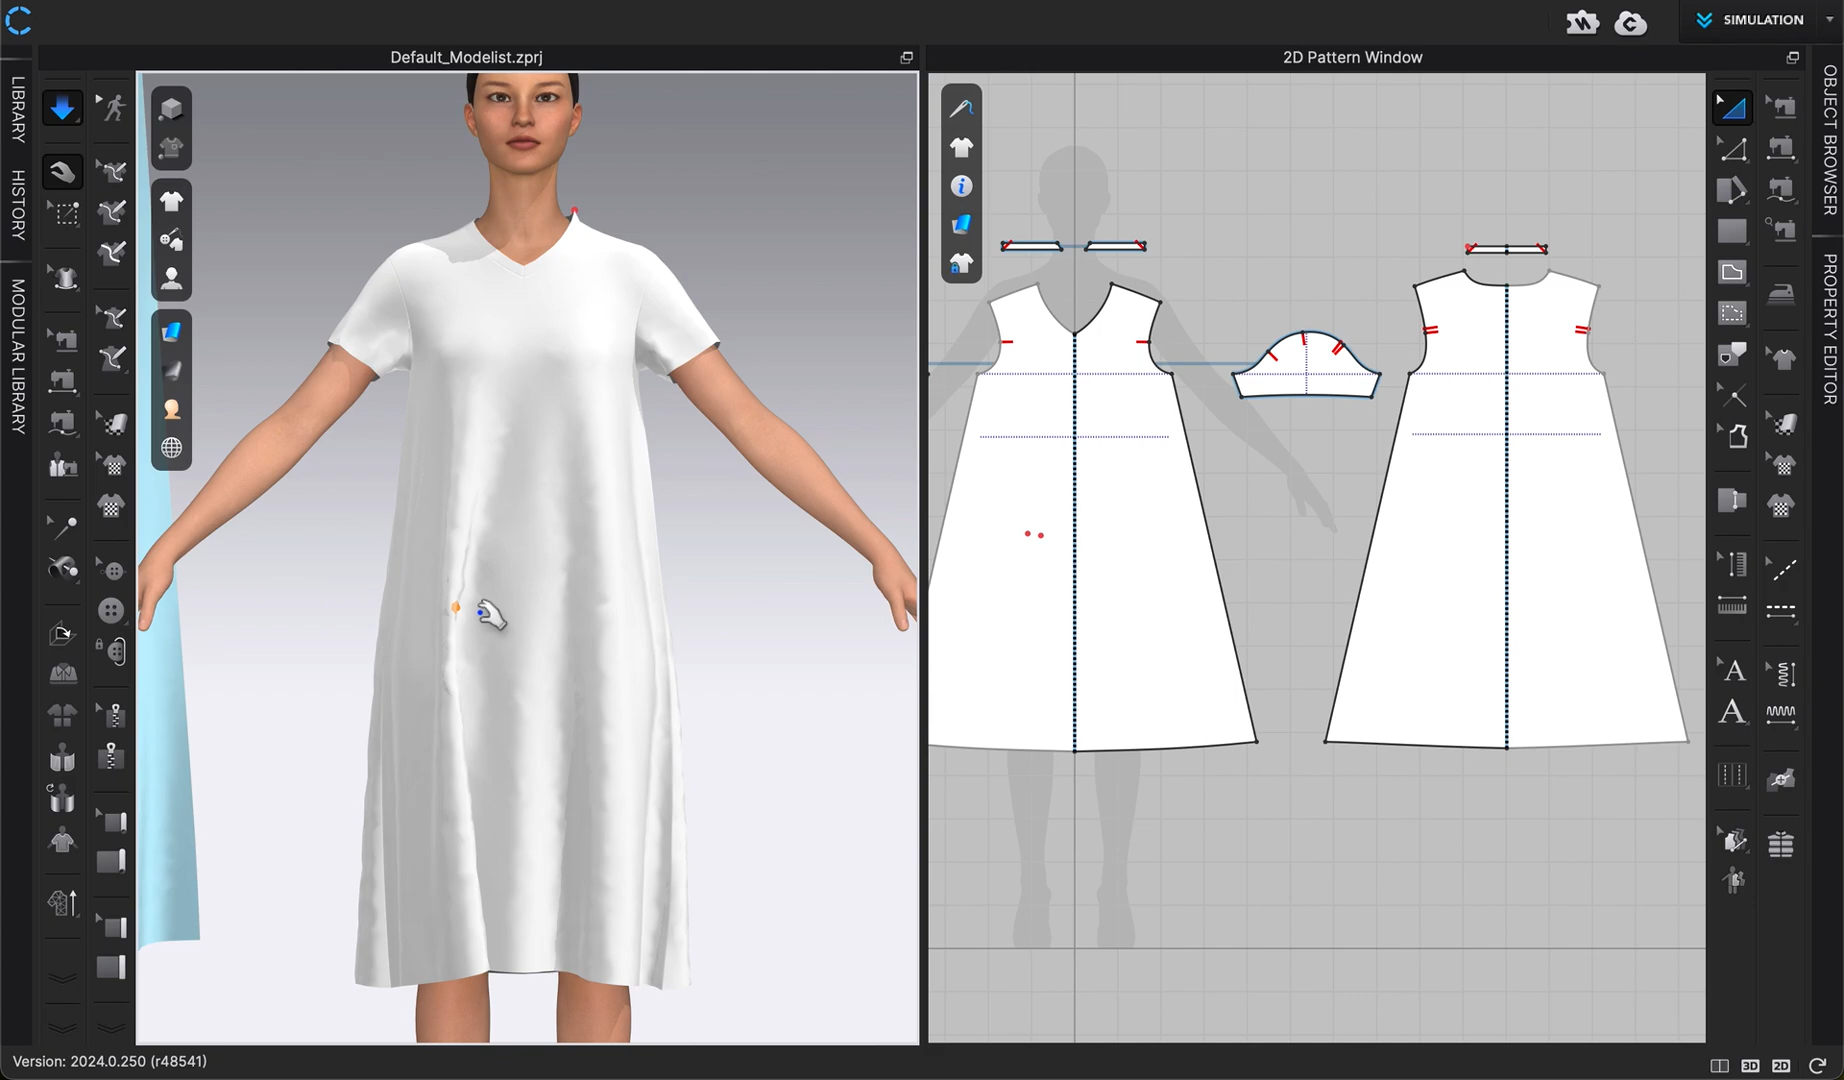 SIMULATION
Default_Modelist.zprj
2D Pattern Window
LIBRARY
HISTORY
MODULAR LIBRARY
OBJECT BROWSER
PROPERTY EDITOR
A
A
Version: 2024.0.250 (r48541)
3D
2D